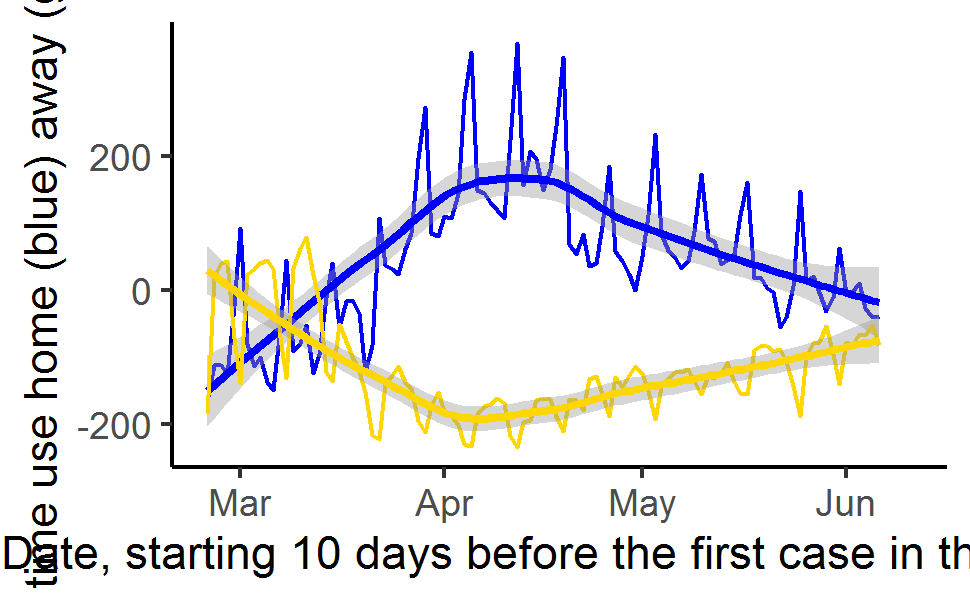 time use home (blue) away (
200
0
-200
Mar Apr May Jun
Date, starting 10 days before the first case in th